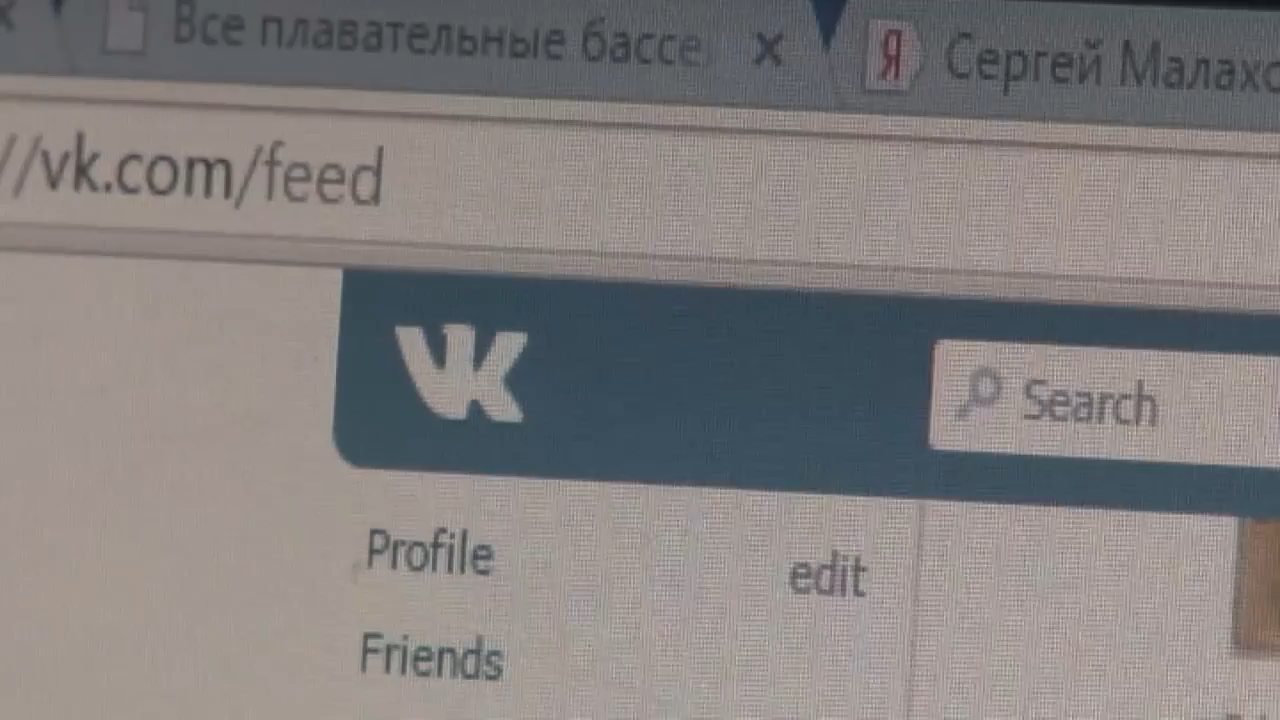 Все плавательные бассе
Я Сергей Малахо
//vk.com/feed
VK
Search
Profile
edit
Friends